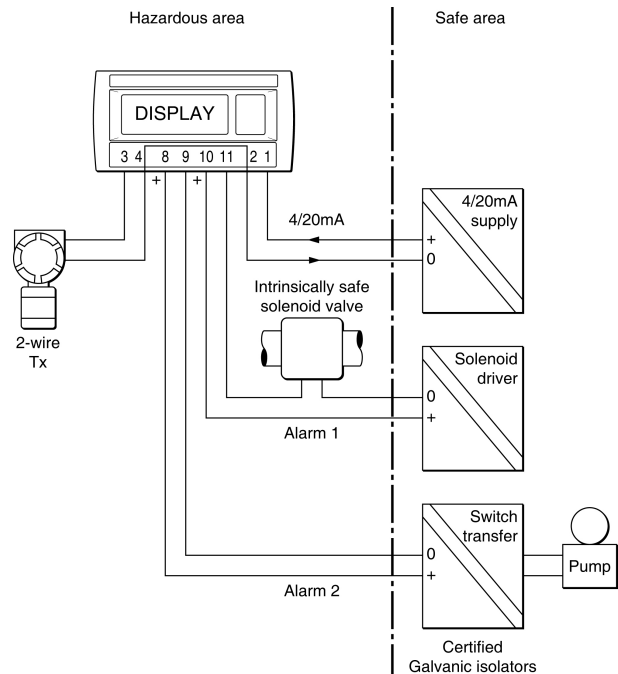 Hazardous area
Safe area
DISPLAY
3 4 8 9 10 11 2 1
+ +
4/20mA
supply
+
0
4/20mA
2-wire
Tx
Intrinsically safe
solenoid valve
Solenoid
driver
0
+
Alarm 1
Switch
transfer
0
+
Pump
Alarm 2
Certified
Galvanic isolators